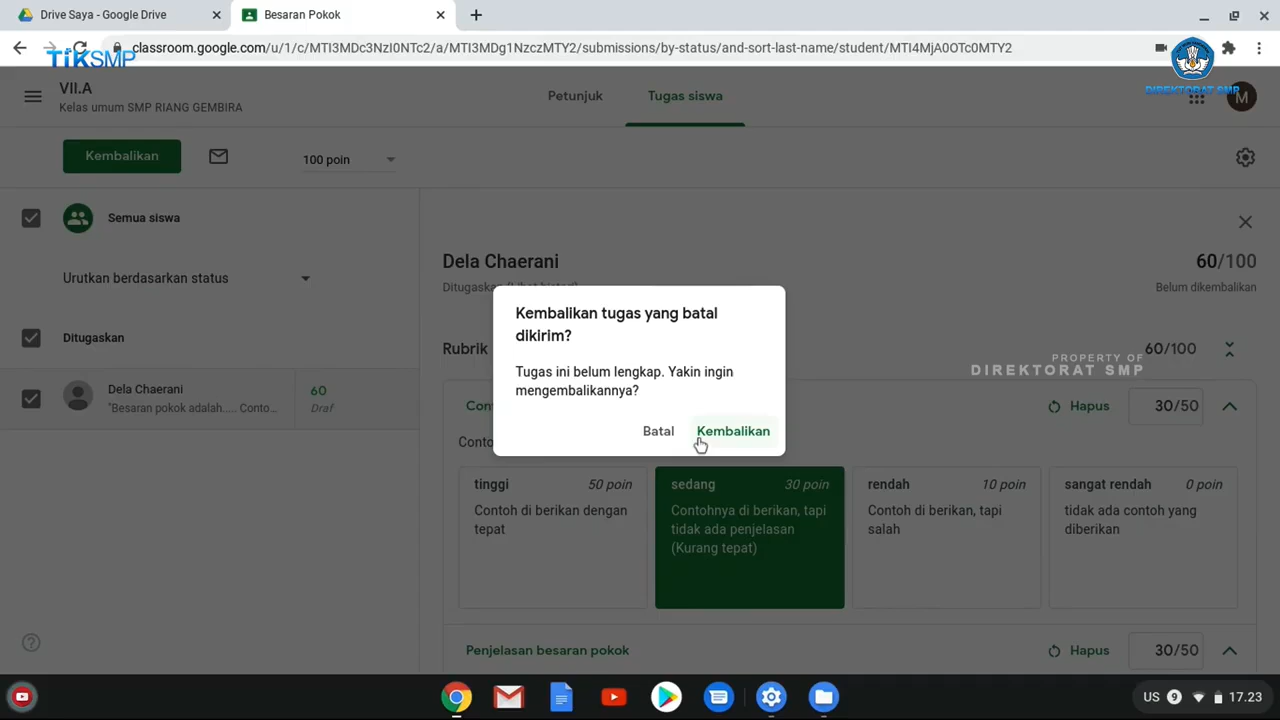 Drive Saya - Google Drive
Besaran Pokok
classroom.google.com/u/1/c/MTI3MDc3NzI0NTc2/a/MTI3MDg1NzczMTY2/submissions/by-status/and-sort-last-name/student/MTI4MjA0OTc0MTY2
TikSMP
DIREKTORAT SMP
M
VII.A
Kelas umum SMP RIANG GEMBIRA
Petunjuk
Tugas siswa
Kembalikan
100 poin
Semua siswa
Urutkan berdasarkan status
Ditugaskan
Dela Chaerani
"Besaran pokok adalah..... Conto...
60
Draf
Dela Chaerani
60/100
Ditugaskan (Lihat histori)
Belum dikembalikan
Kembalikan tugas yang batal
dikirim?
Tugas ini belum lengkap. Yakin ingin
mengembalikannya?
Batal
Kembalikan
Rubrik
60/100
PROPERTY OF
DIREKTORAT SMP
Hapus
30/50
tinggi
50 poin
Contoh di berikan dengan
tepat
sedang
30 poin
Contohnya di berikan, tapi
tidak ada penjelasan
(Kurang tepat)
rendah
10 poin
Contoh di berikan, tapi
salah
sangat rendah
0 poin
tidak ada contoh yang
diberikan
Penjelasan besaran pokok
Hapus
30/50
US
9
17.23